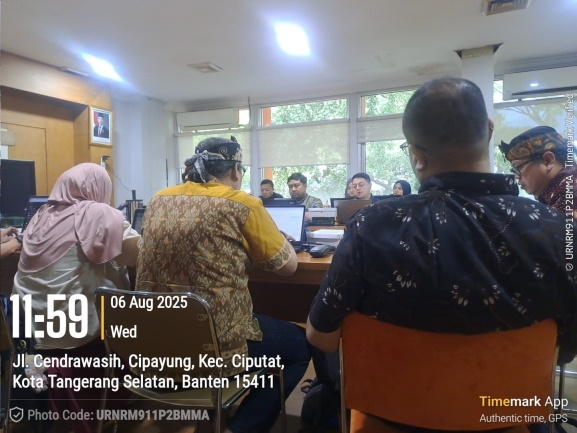 11:59
06 Aug 2025
Wed
Jl. Cendrawasih, Cipayung, Kec. Ciputat,
Kota Tangerang Selatan, Banten 15411
Photo Code: URNRM911P2BMMA
Timemark App
Authentic time, GPS
© URNRM911P2BMMA Timemark Verified